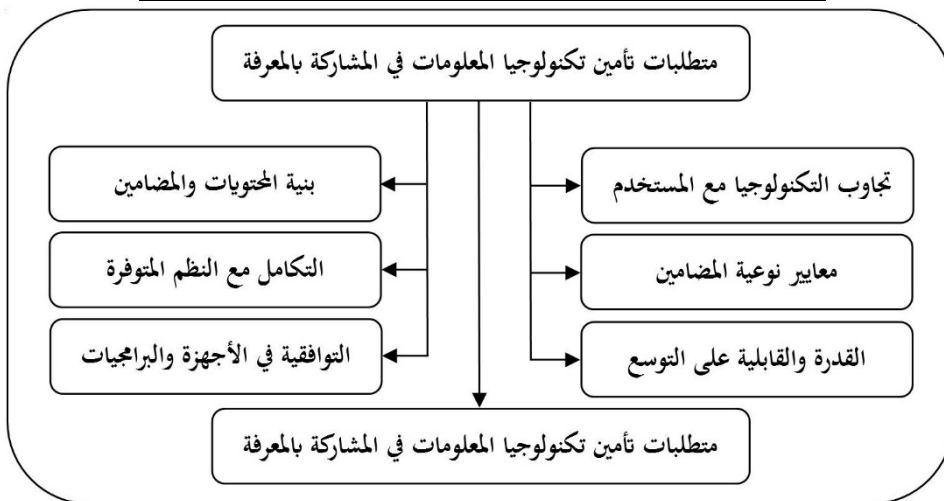 متطلبات تأمين تكنولوجيا المعلومات في المشاركة بالمعرفة
تجاوب التكنولوجيا مع المستخدم
بنية المحتويات والمضامين
معايير نوعية المضامين
التكامل مع النظم المتوفرة
القدرة والقابلية على التوسع
التوافقية في الأجهزة والبرامجيات
متطلبات تأمين تكنولوجيا المعلومات في المشاركة بالمعرفة